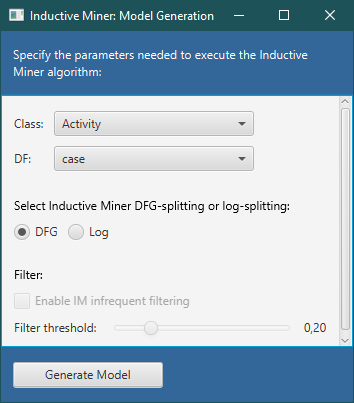 Inductive Miner: Model Generation
Specify the parameters needed to execute the Inductive
Miner algorithm:
Class: Activity
DF: case
Select Inductive Miner DFG-splitting or log-splitting:
DFG Log
Filter:
Enable IM infrequent filtering
Filter threshold: 0,20
Generate Model